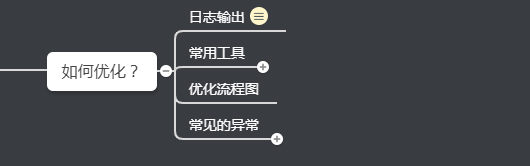 日志输出
常用工具
如何优化？
优化流程图
常见的异常